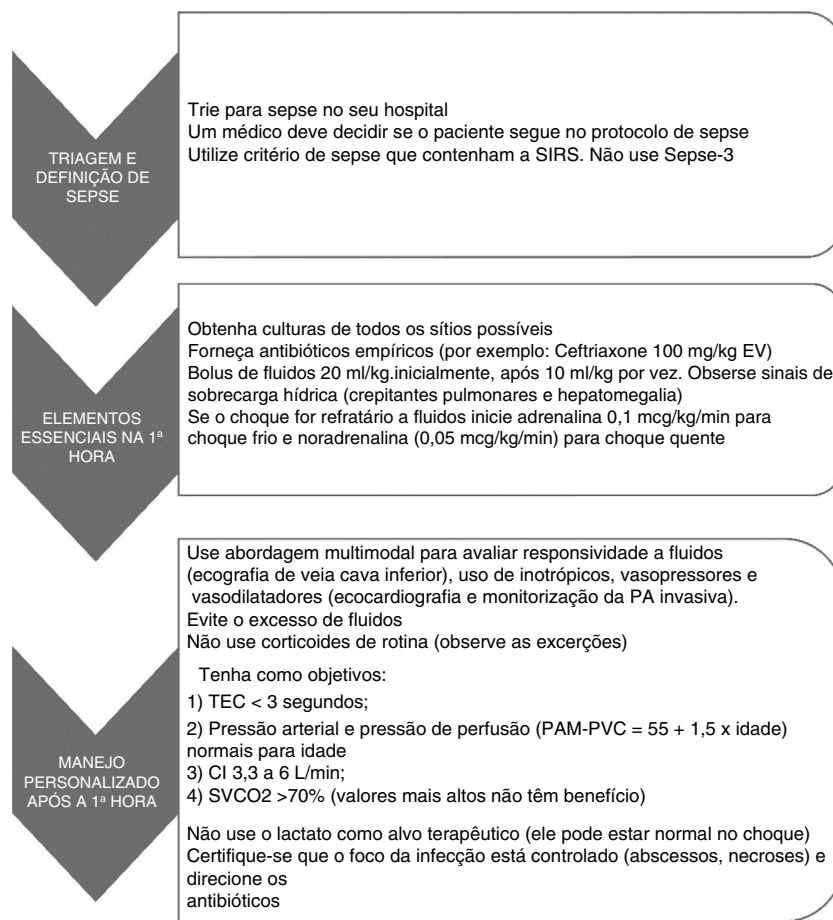 TRIAGEM E
DEFINIÇÃO DE
SEPSE
Trie para sepse no seu hospital
Um médico deve decidir se o paciente segue no protocolo de sepse
Utilize critério de sepse que contenham a SIRS. Não use Sepse-3
ELEMENTOS
ESSENCIAIS NA 1ª
HORA
Obtenha culturas de todos os sítios possíveis
Forneça antibióticos empíricos (por exemplo: Ceftriaxone 100 mg/kg EV)
Bolus de fluidos 20 ml/kg.inicialmente, após 10 ml/kg por vez. Obserse sinais de
sobrecarga hídrica (crepitantes pulmonares e hepatomegalia)
Se o choque for refratário a fluidos inicie adrenalina 0,1 mcg/kg/min para
choque frio e noradrenalina (0,05 mcg/kg/min) para choque quente
MANEJO
PERSONALIZADO
APÓS A 1ª HORA
Use abordagem multimodal para avaliar responsividade a fluidos
(ecografia de veia cava inferior), uso de inotrópicos, vasopressores e
vasodilatadores (ecocardiografia e monitorização da PA invasiva).
Evite o excesso de fluidos
Não use corticoides de rotina (observe as excerções)
Tenha como objetivos:
1) TEC < 3 segundos;
2) Pressão arterial e pressão de perfusão (PAM-PVC = 55 + 1,5 x idade)
normais para idade
3) CI 3,3 a 6 L/min;
4) SVCO2 >70% (valores mais altos não têm benefício)
Não use o lactato como alvo terapêutico (ele pode estar normal no choque)
Certifique-se que o foco da infecção está controlado (abscessos, necroses) e
direcione os
antibióticos